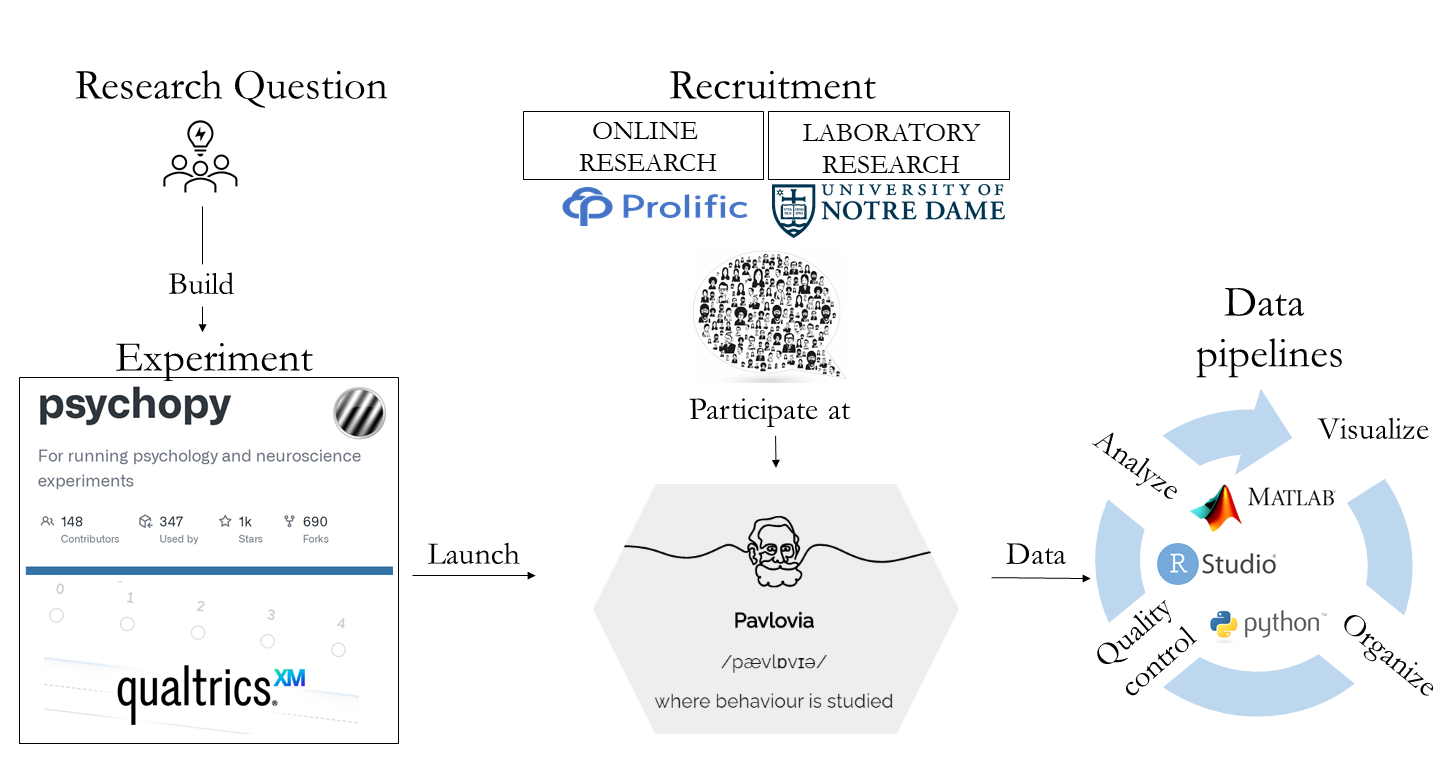 Research Question
Build
Experiment
psychopy
For running psychology and neuroscience
experiments
148
Contributors
347
Used by
1k
Stars
690
Forks
0
1
2
3
4
qualtrics.XM
®
Launch
Recruitment
ONLINE
RESEARCH
LABORATORY
RESEARCH
Prolific
UNIVERSITY OF
NOTRE DAME
Participate at
Pavlovia
/pævlɒvɪə/
where behaviour is studied
Data
Data
pipelines
Visualize
Analyze
MATLAB®
R Studio®
python™
Quality
control
Organize